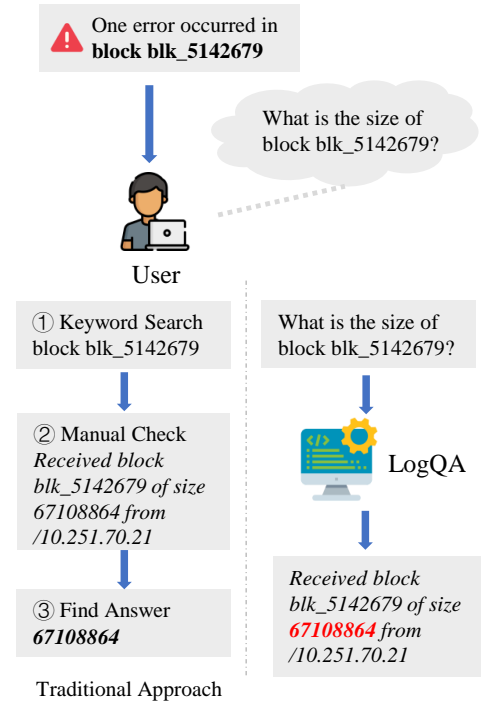 One error occurred in
block blk_5142679
What is the size of
block blk_5142679?
User
① Keyword Search
block blk_5142679
② Manual Check
Received block
blk_5142679 of size
67108864 from
/10.251.70.21
③ Find Answer
67108864
Traditional Approach
What is the size of
block blk_5142679?
LogQA
Received block
blk_5142679 of size
67108864 from
/10.251.70.21